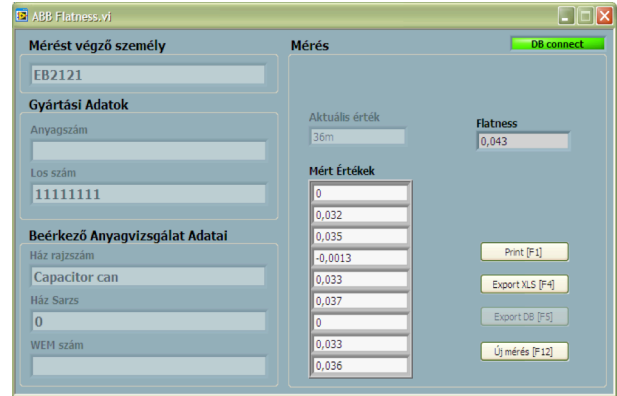 ABB Flatness.vi
Mérést végző személy
EB2121
Gyártási Adatok
Anyagszám
Los szám
11111111
Beérkező Anyagvizsgálat Adatai
Ház rajzszám
Capacitor can
Ház Sarzs
0
WEM szám
Mérés
DB connect
Aktuális érték
36m
Flatness
0,043
Mért Értékek
0
0,032
0,035
-0,0013
0,033
0,037
0
0,033
0,036
Print [F1]
Export XLS [F4]
Export DB [F5]
Új mérés [F12]